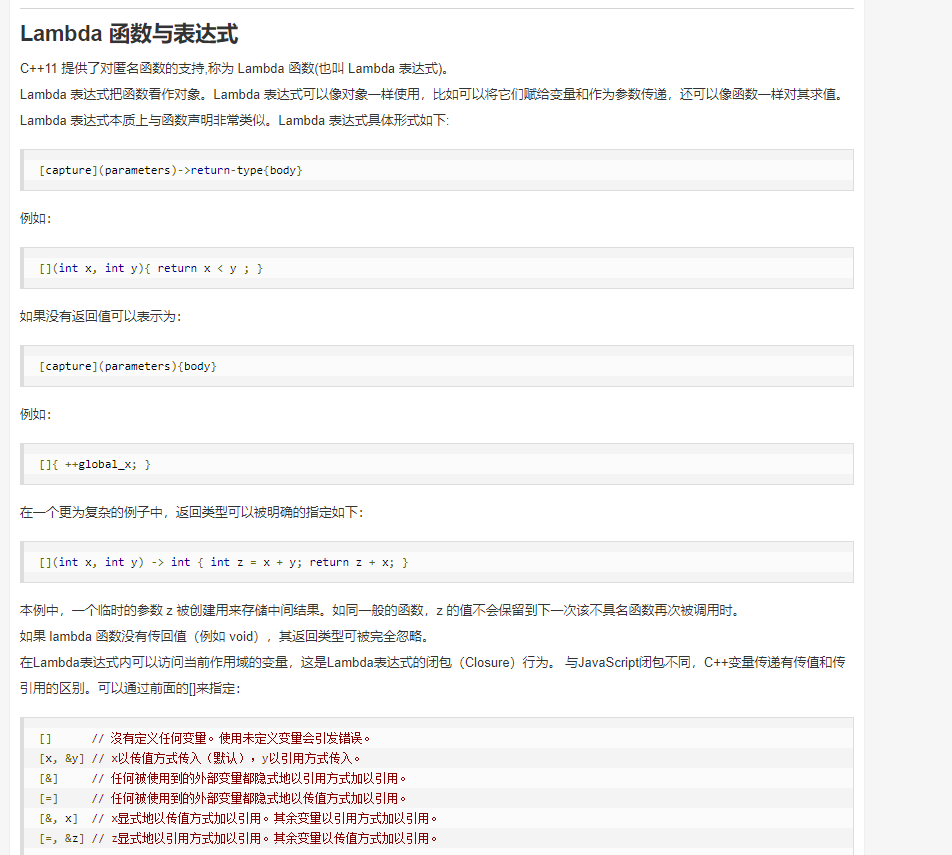 Lambda 函数与表达式
C++11 提供了对匿名函数的支持,称为 Lambda 函数(也叫 Lambda 表达式)。
Lambda 表达式把函数看作对象。Lambda 表达式可以像对象一样使用，比如可以将它们赋给变量和作为参数传递，还可以像函数一样对其求值。
Lambda 表达式本质上与函数声明非常类似。Lambda 表达式具体形式如下:
[capture](parameters)->return-type{body}
例如：
[](int x, int y){ return x < y ; }
如果没有返回值可以表示为：
[capture](parameters){body}
例如：
[]{ ++global_x; }
在一个更为复杂的例子中，返回类型可以被明确的指定如下：
[](int x, int y) -> int { int z = x + y; return z + x; }
本例中，一个临时的参数 z 被创建用来存储中间结果。如同一般的函数，z 的值不会保留到下一次该不具名函数再次被调用时。
如果 lambda 函数没有传回值（例如 void），其返回类型可被完全忽略。
在Lambda表达式内可以访问当前作用域的变量，这是Lambda表达式的闭包（Closure）行为。 与JavaScript闭包不同，C++变量传递有传值和传
引用的区别。可以通过前面的[]来指定：
[]      // 沒有定义任何变量。使用未定义变量会引发错误。
[x, &y] // x以传值方式传入（默认），y以引用方式传入。
[&]     // 任何被使用到的外部变量都隐式地以引用方式加以引用。
[=]     // 任何被使用到的外部变量都隐式地以传值方式加以引用。
[&, x]  // x显式地以传值方式加以引用。其余变量以引用方式加以引用。
[=, &z] // z显式地以引用方式加以引用。其余变量以传值方式加以引用。